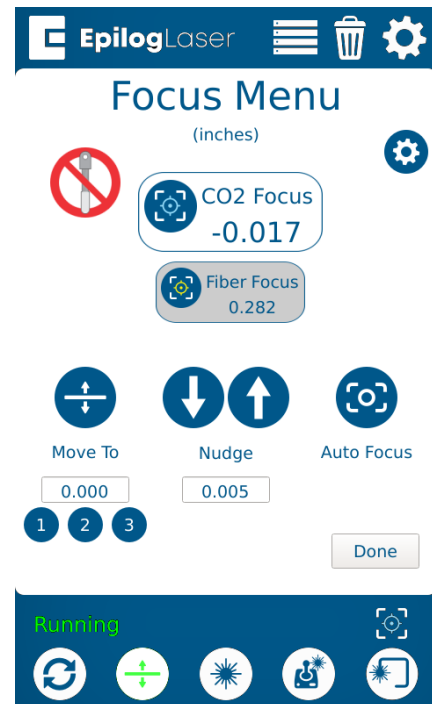 EpilogLaser
Focus Menu
(inches)
CO2 Focus
-0.017
Fiber Focus
0.282
Move To
Nudge
Auto Focus
0.000
0.005
1 2 3
Done
Running